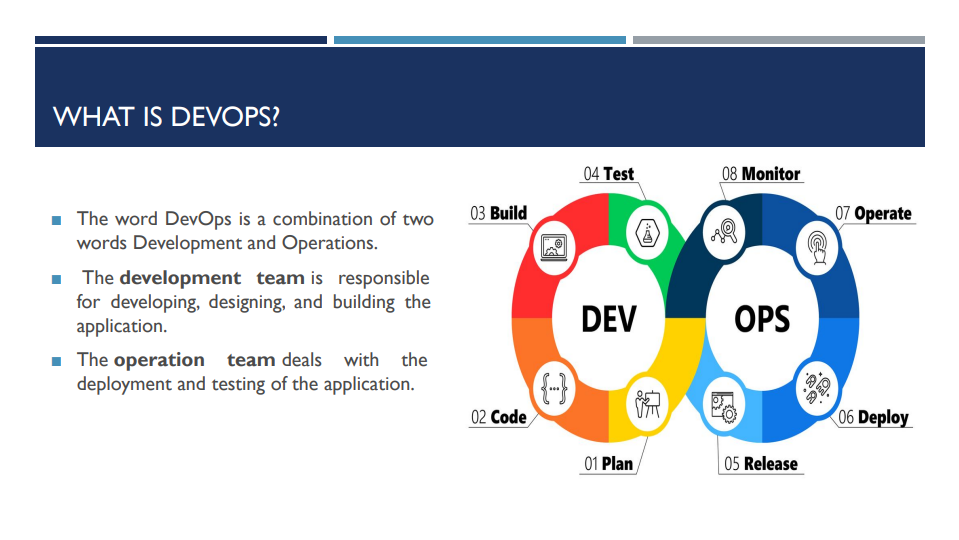 WHAT IS DEVOPS?
The word DevOps is a combination of two
words Development and Operations.
The development team is responsible
for developing, designing, and building the
application.
The operation team deals with the
deployment and testing of the application.
04 Test
08 Monitor
03 Build
07 Operate
DEV
OPS
02 Code
06 Deploy
01 Plan
05 Release